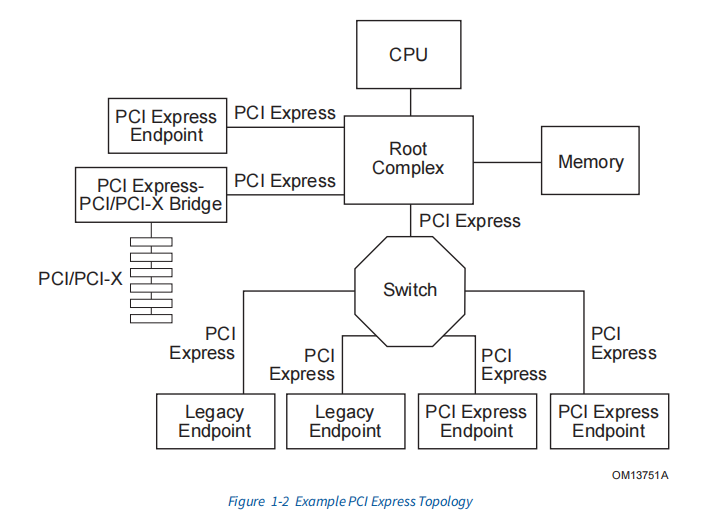 CPU
PCI Express
Endpoint
PCI Express
Root
Complex
Memory
PCI Express-
PCI/PCI-X Bridge
PCI Express
PCI Express
PCI/PCI-X
Switch
PCI
Express
PCI
Express
PCI
Express
PCI
Express
Legacy
Endpoint
Legacy
Endpoint
PCI Express
Endpoint
PCI Express
Endpoint
OM13751A
Figure 1-2 Example PCI Express Topology